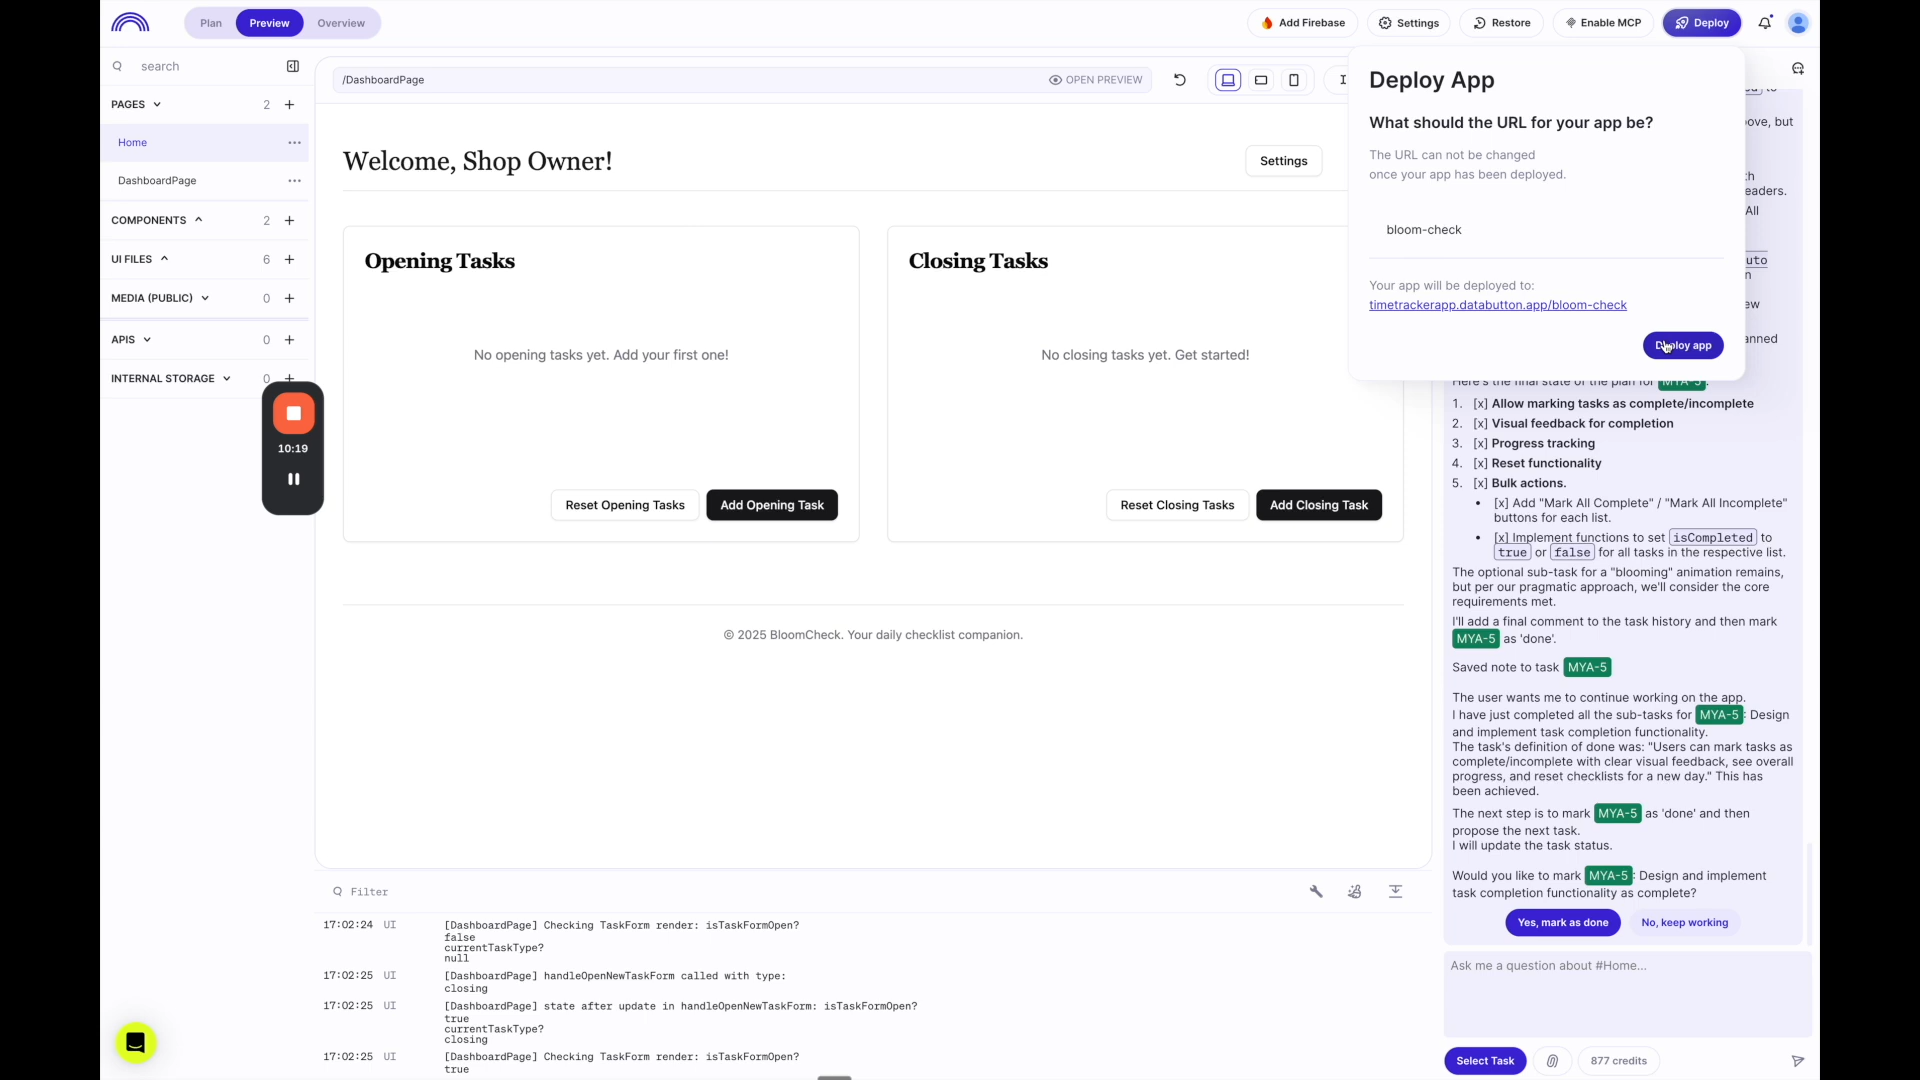 Plan
Preview
Overview
Add Firebase
Settings
Restore
Enable MCP
Deploy
search
PAGES
2
Home
DashboardPage
COMPONENTS
2
UI FILES
6
MEDIA (PUBLIC)
0
APIS
0
INTERNAL STORAGE
0
10:19
/DashboardPage
OPEN PREVIEW
Welcome, Shop Owner!
Settings
Opening Tasks
No opening tasks yet. Add your first one!
Reset Opening Tasks
Add Opening Task
Closing Tasks
No closing tasks yet. Get started!
Reset Closing Tasks
Add Closing Task
© 2025 BloomCheck. Your daily checklist companion.
Deploy App
What should the URL for your app be?
The URL can not be changed
once your app has been deployed.
bloom-check
Your app will be deployed to:
timetrackerapp.databutton.app/bloom-check
Deploy app
ove, but
eaders.
All
uto
ew
anned
Here's the final state of the plan for MYA-5:
1. [x] Allow marking tasks as complete/incomplete
2. [x] Visual feedback for completion
3. [x] Progress tracking
4. [x] Reset functionality
5. [x] Bulk actions.
• [x] Add "Mark All Complete" / "Mark All Incomplete"
buttons for each list.
• [x] Implement functions to set isCompleted to
true or false for all tasks in the respective list.
The optional sub-task for a "blooming" animation remains,
but per our pragmatic approach, we'll consider the core
requirements met.
I'll add a final comment to the task history and then mark
MYA-5 as 'done'.
Saved note to task MYA-5
The user wants me to continue working on the app.
I have just completed all the sub-tasks for MYA-5: Design
and implement task completion functionality.
The task's definition of done was: "Users can mark tasks as
complete/incomplete with clear visual feedback, see overall
progress, and reset checklists for a new day." This has
been achieved.
The next step is to mark MYA-5 as 'done' and then
propose the next task.
I will update the task status.
Would you like to mark MYA-5: Design and implement
task completion functionality as complete?
Yes, mark as done
No, keep working
Ask me a question about #Home...
Select Task
877 credits
Filter
17:02:24 UI [DashboardPage] Checking TaskForm render: isTaskFormOpen?
false
currentTaskType?
null
17:02:25 UI [DashboardPage] handleOpenNewTaskForm called with type:
closing
17:02:25 UI [DashboardPage] state after update in handleOpenNewTaskForm: isTaskFormOpen?
true
currentTaskType?
closing
17:02:25 UI [DashboardPage] Checking TaskForm render: isTaskFormOpen?
true